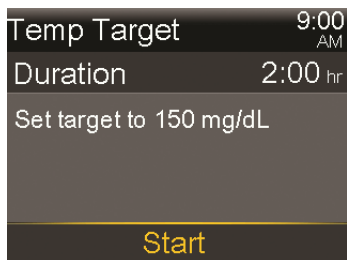 Temp Target 9:00 AM
Duration 2:00 hr
Set target to 150 mg/dL
Start